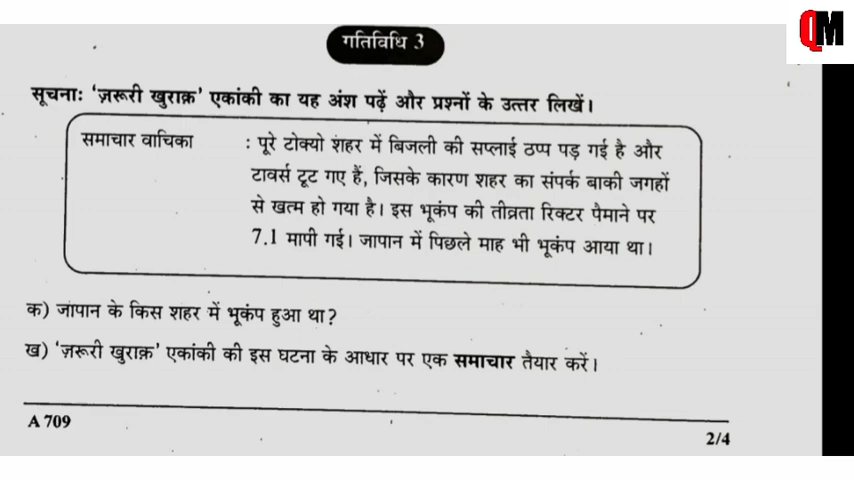 QM
गतिविधि 3
सूचनाः 'ज़रूरी खुराक़' एकांकी का यह अंश पढ़ें और प्रश्नों के उत्तर लिखें।
समाचार वाचिका : पूरे टोक्यो शहर में बिजली की सप्लाई ठप्प पड़ गई है और
टावर्स टूट गए हैं, जिसके कारण शहर का संपर्क बाकी जगहों
से खत्म हो गया है। इस भूकंप की तीव्रता रिक्टर पैमाने पर
7.1 मापी गई। जापान में पिछले माह भी भूकंप आया था।
क) जापान के किस शहर में भूकंप हुआ था?
ख) 'ज़रूरी खुराक़' एकांकी की इस घटना के आधार पर एक समाचार तैयार करें।
A 709
2/4